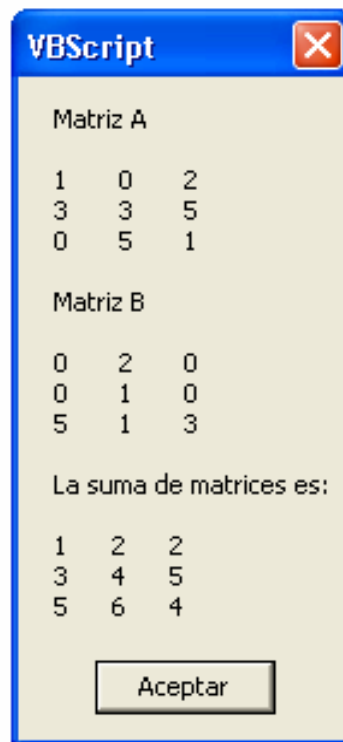 VBScript
Matriz A
1 0 2
3 3 5
0 5 1
Matriz B
0 2 0
0 1 0
5 1 3
La suma de matrices es:
1 2 2
3 4 5
5 6 4
Aceptar